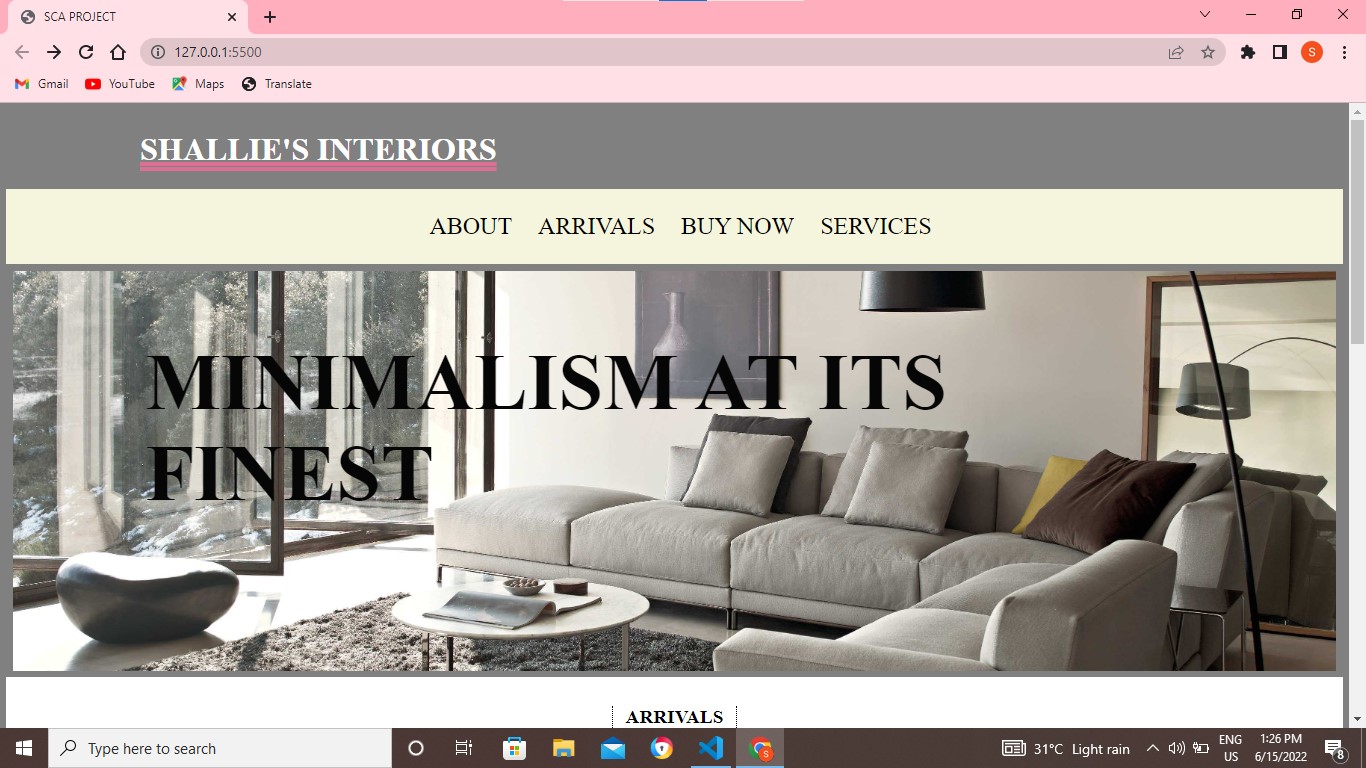 SCA PROJECT
127.0.0.1:5500
S
Gmail YouTube Maps Translate
SHALLIE'S INTERIORS
ABOUT ARRIVALS BUY NOW SERVICES
MINIMALISM AT ITS
FINEST
ARRIVALS
Type here to search
S
31°C Light rain
ENG
US
1:26 PM
6/15/2022
8